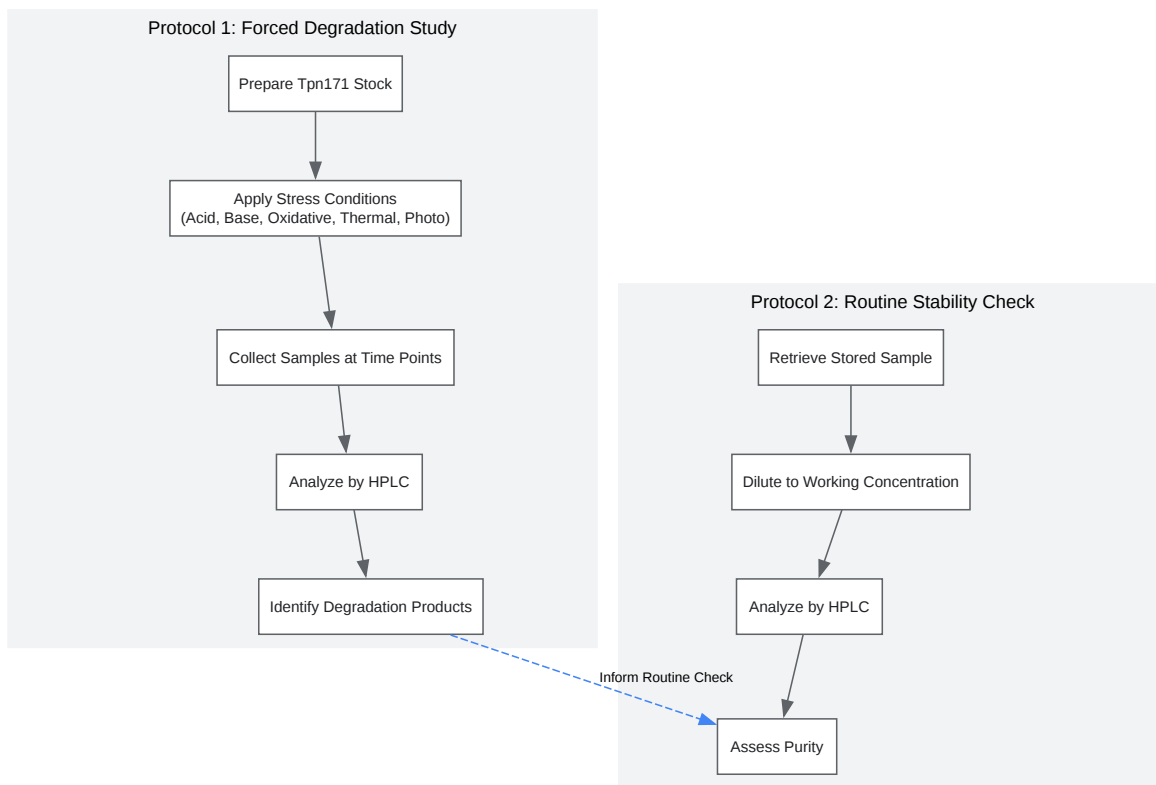 Protocol 1: Forced Degradation Study
Prepare Tpn171 Stock
Apply Stress Conditions
(Acid, Base, Oxidative, Thermal, Photo)
Collect Samples at Time Points
Analyze by HPLC
Identify Degradation Products
Inform Routine Check
Protocol 2: Routine Stability Check
Retrieve Stored Sample
Dilute to Working Concentration
Analyze by HPLC
Assess Purity